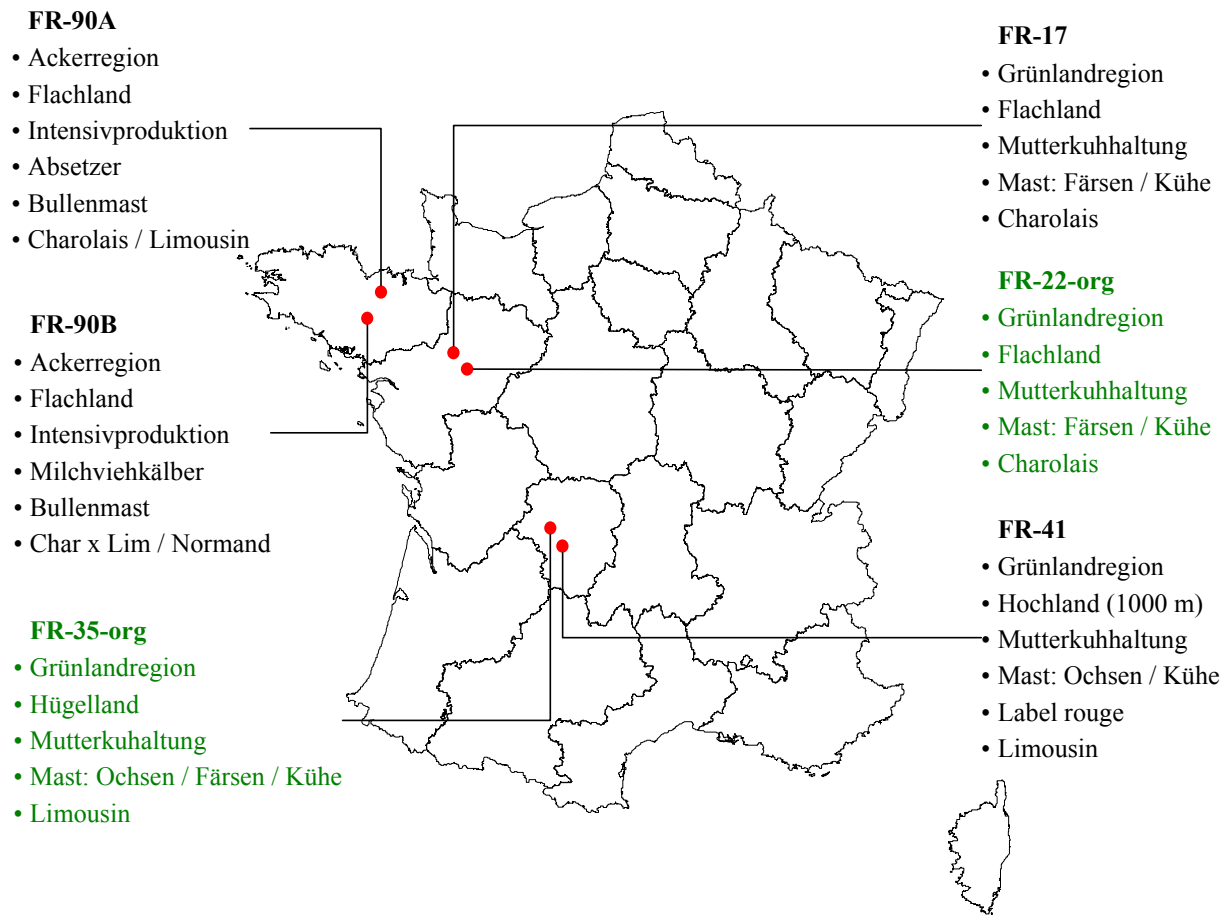 FR-90A
• Ackerregion
• Flachland
• Intensivproduktion
• Absetzer
• Bullenmast
• Charolais / Limousin
FR-90B
• Ackerregion
• Flachland
• Intensivproduktion
• Milchviehkälber
• Bullenmast
• Char x Lim / Normand
FR-35-org
• Grünlandregion
• Hügelland
• Mutterkuhaltung
• Mast: Ochsen / Färsen / Kühe
• Limousin
FR-17
• Grünlandregion
• Flachland
• Mutterkuhhaltung
• Mast: Färsen / Kühe
• Charolais
FR-22-org
• Grünlandregion
• Flachland
• Mutterkuhhaltung
• Mast: Färsen / Kühe
• Charolais
FR-41
• Grünlandregion
• Hochland (1000 m)
• Mutterkuhhaltung
• Mast: Ochsen / Kühe
• Label rouge
• Limousin